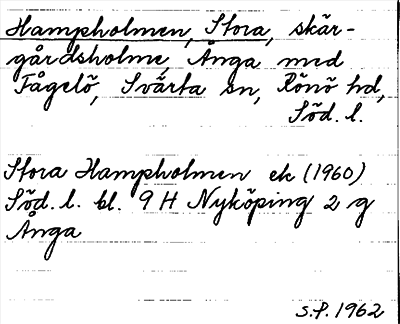 Hampholmen, Stora, skär-
gårdsholme, Ånga med
Fågelö, Svärta sn, Rönö hd,
Söd. l.
Stora Hampholmen ek (1960)
Söd. l. bl. 9 H Nyköping 2 g
Ånga
S.P. 1962